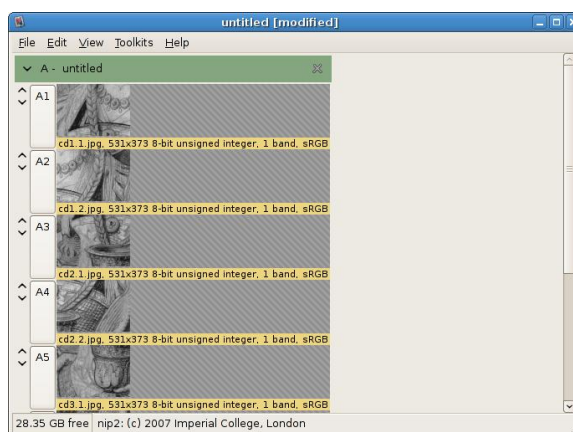 untitled [modified]
File Edit View Toolkits Help
A - untitled
A1
cd1.1.jpg, 531x373 8-bit unsigned integer, 1 band, sRGB
A2
cd1.2.jpg, 531x373 8-bit unsigned integer, 1 band, sRGB
A3
cd2.1.jpg, 531x373 8-bit unsigned integer, 1 band, sRGB
A4
cd2.2.jpg, 531x373 8-bit unsigned integer, 1 band, sRGB
A5
cd3.1.jpg, 531x373 8-bit unsigned integer, 1 band, sRGB
28.35 GB free nip2: (c) 2007 Imperial College, London